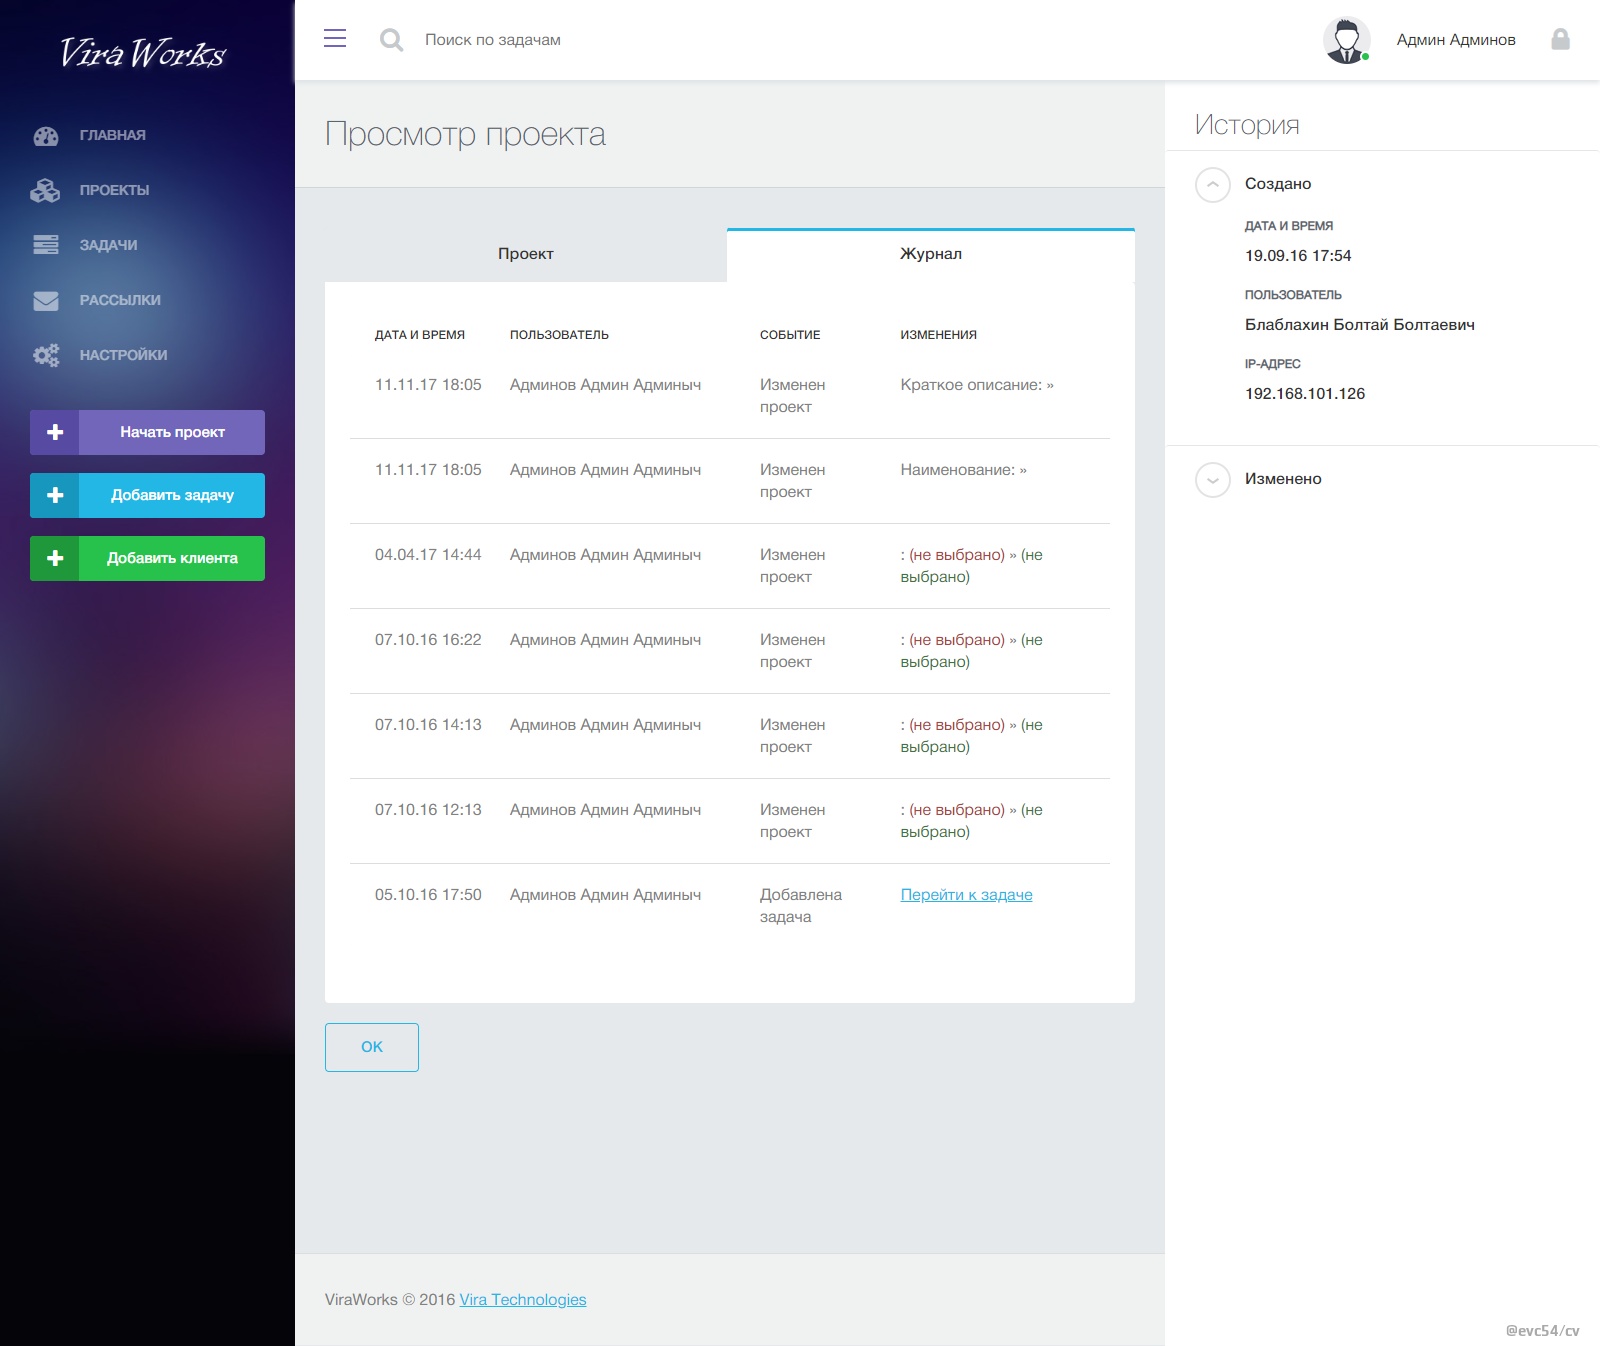 Vira Works
ГЛАВНАЯ
ПРОЕКТЫ
ЗАДАЧИ
РАССЫЛКИ
НАСТРОЙКИ
Начать проект
Добавить задачу
Добавить клиента
Поиск по задачам
Админ Админов
Просмотр проекта
Проект
Журнал
ДАТА И ВРЕМЯ ПОЛЬЗОВАТЕЛЬ СОБЫТИЕ ИЗМЕНЕНИЯ
11.11.17 18:05 Админов Админ Админыч Изменен Краткое описание: »
проект
11.11.17 18:05 Админов Админ Админыч Изменен Наименование: »
проект
04.04.17 14:44 Админов Админ Админыч Изменен : (не выбрано) » (не
проект выбрано)
07.10.16 16:22 Админов Админ Админыч Изменен : (не выбрано) » (не
проект выбрано)
07.10.16 14:13 Админов Админ Админыч Изменен : (не выбрано) » (не
проект выбрано)
07.10.16 12:13 Админов Админ Админыч Изменен : (не выбрано) » (не
проект выбрано)
05.10.16 17:50 Админов Админ Админыч Добавлена Перейти к задаче
задача
ОК
ViraWorks © 2016 Vira Technologies
История
Создано
ДАТА И ВРЕМЯ
19.09.16 17:54
ПОЛЬЗОВАТЕЛЬ
Блаблахин Болтай Болтаевич
IP-АДРЕС
192.168.101.126
Изменено
@evc54/cv